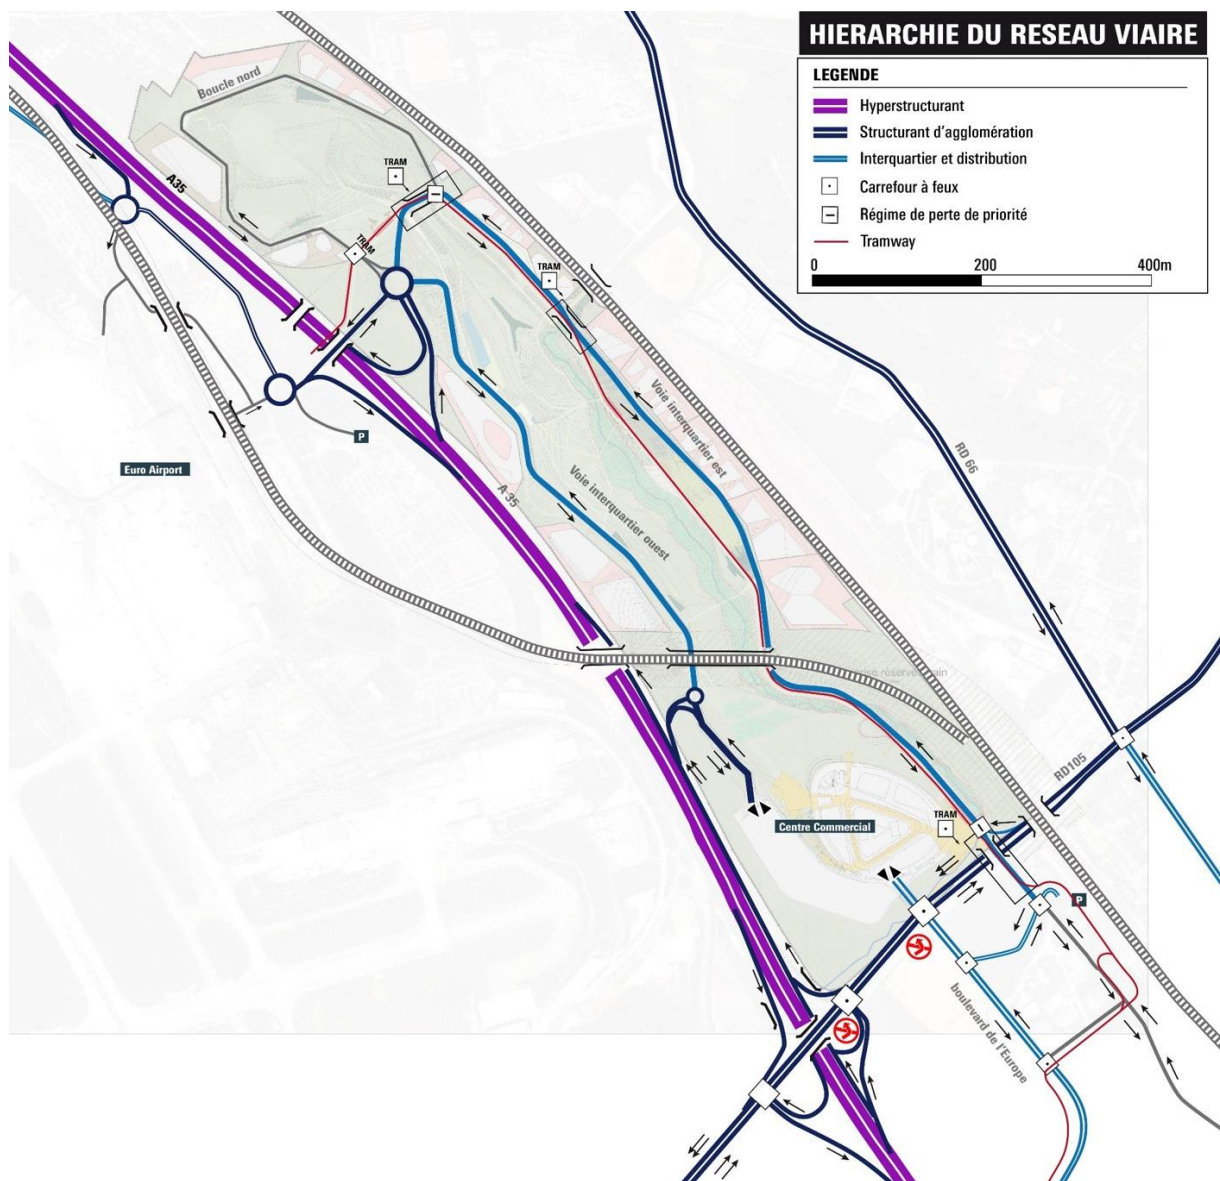 HIERARCHIE DU RESEAU VIAIRE
LEGENDE
Hyperstructurant
Structurant d'agglomération
Interquartier et distribution
Carrefour à feux
Régime de perte de priorité
Tramway
0 200 400m
Boucle nord
A35
TRAM
TRAM
TRAM
Voie interquartier est
RD 66
P
Euro Airport
A 35
Voie interquartier ouest
RD105
TRAM
Centre Commercial
P
boulevard de l'Europe